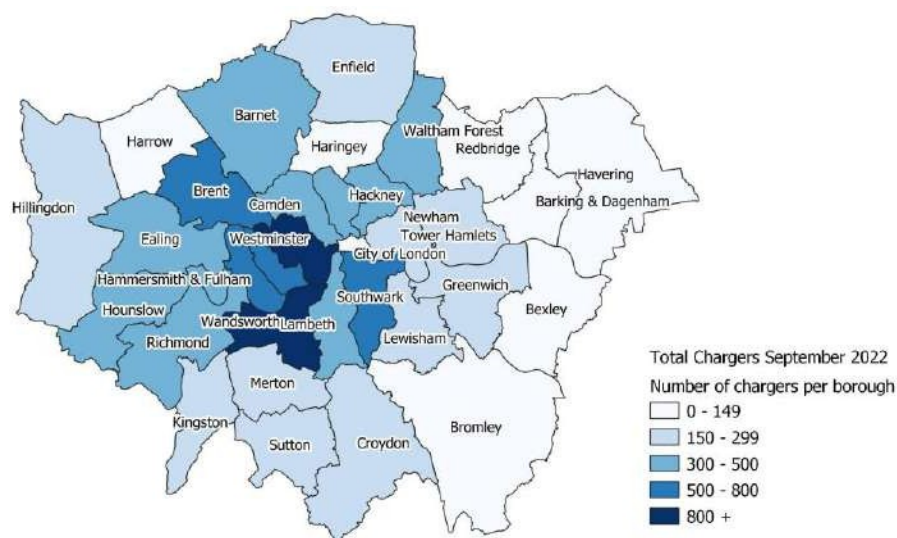 Enfield
Barnet
Waltham Forest
Harrow
Haringey
Redbridge
Havering
Brent
Hackney
Barking & Dagenham
Camden
Hillingdon
Newham
Ealing
Westminster
Tower Hamlets
City of London
Hammersmith & Fulham
Greenwich
Southwark
Hounslow
Bexley
Wandsworth
Lambeth
Richmond
Lewisham
Merton
Kingston
Bromley
Sutton
Croydon
Total Chargers September 2022
Number of chargers per borough
0 - 149
150 - 299
300 - 500
500 - 800
800 +